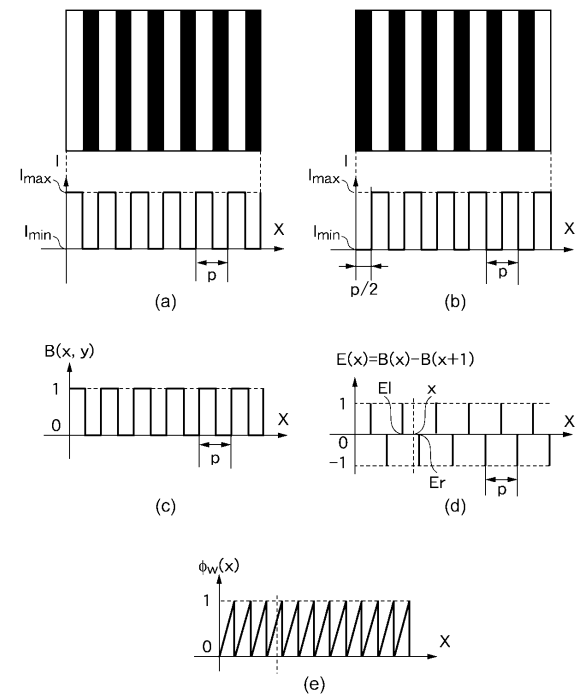 I
Imax
Imin
X
p
(a)
I
Imax
Imin
X
p
p/2
(b)
B(x, y)
1
0
X
p
(c)
E(x)=B(x)-B(x+1)
El
x
1
0
-1
X
Er
p
(d)
ϕw(x)
1
0
X
(e)